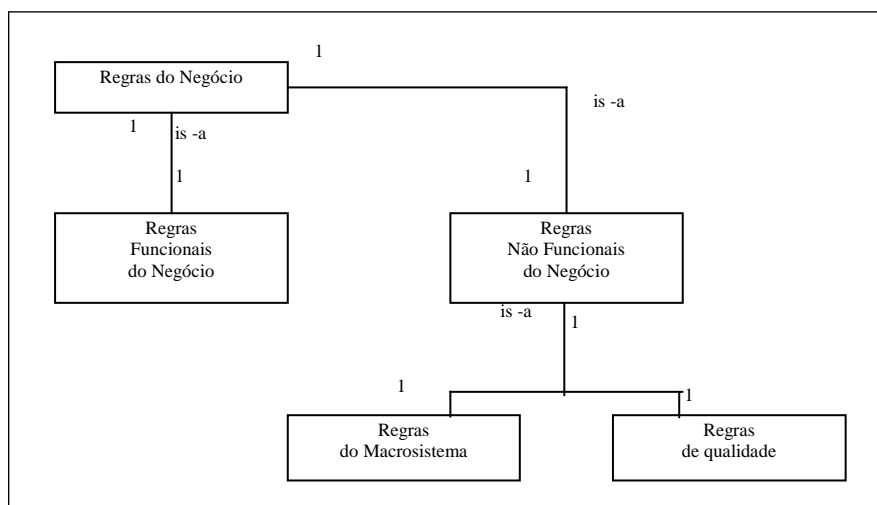 1
Regras do Negócio
is -a
1
is -a
1
1
Regras
Funcionais
do Negócio
Regras
Não Funcionais
do Negócio
is -a
1
1
1
Regras
do Macrosistema
Regras
de qualidade